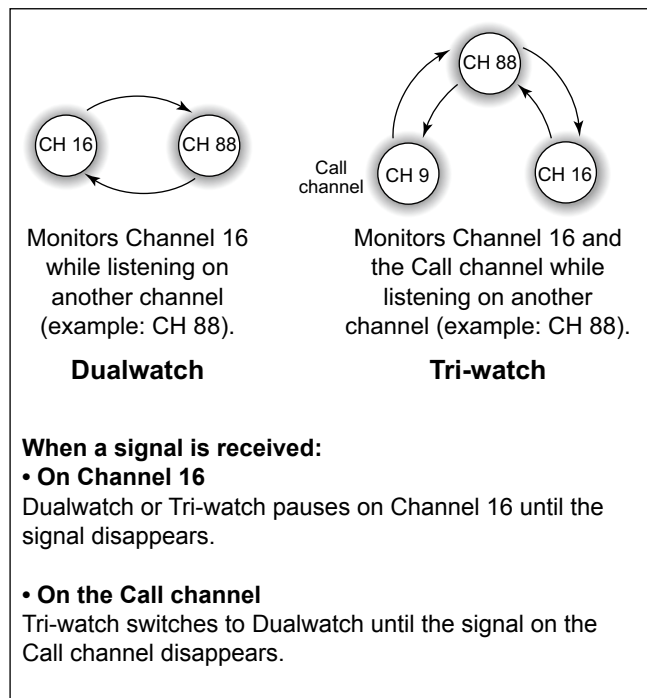 CH 16
CH 88
Monitors Channel 16
while listening on
another channel
(example: CH 88).
Dualwatch
CH 88
Call
channel
CH 9
CH 16
Monitors Channel 16 and
the Call channel while
listening on another
channel (example: CH 88).
Tri-watch
When a signal is received:
• On Channel 16
Dualwatch or Tri-watch pauses on Channel 16 until the
signal disappears.
• On the Call channel
Tri-watch switches to Dualwatch until the signal on the
Call channel disappears.